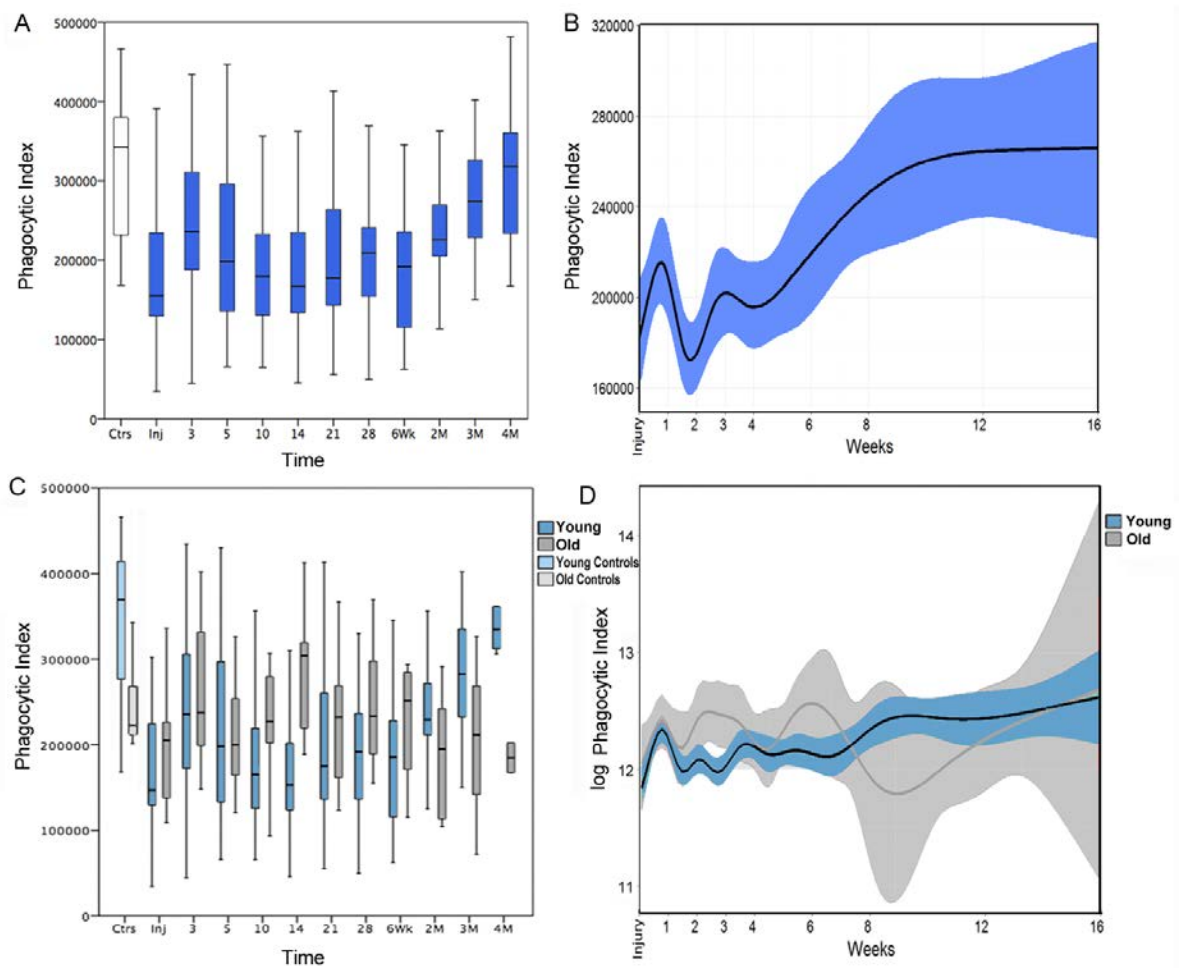 A
500000
400000
300000
200000
100000
0
Phagocytic Index
Ctrs Inj 3 5 10 14 21 28 6Wk 2M 3M 4M
Time
B
320000
280000
240000
200000
160000
Phagocytic Index
Injury 1 2 3 4 6 8 12 16
Weeks
C
500000
400000
300000
200000
100000
0
Phagocytic Index
Young
Old
Young Controls
Old Controls
Ctrs Inj 3 5 10 14 21 28 6Wk 2M 3M 4M
Time
D
14
13
12
11
log Phagocytic Index
Young
Old
Injury 1 2 3 4 6 8 12 16
Weeks